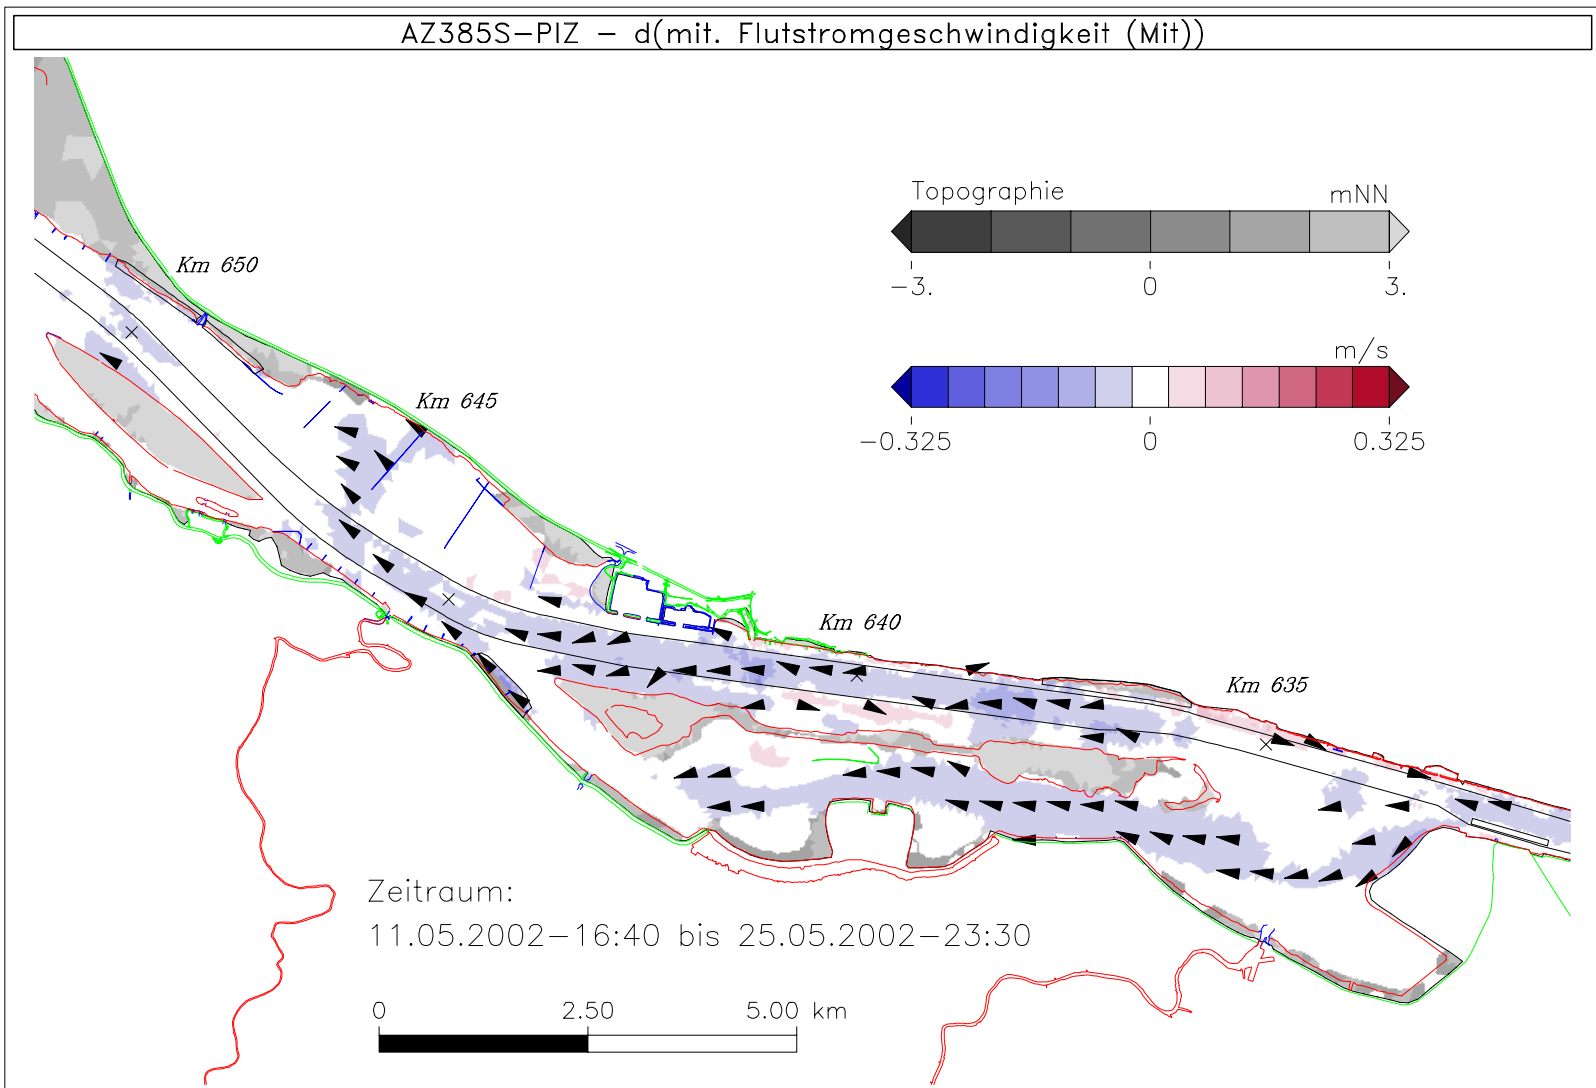 AZ385S-PIZ - d(mit. Flutstromgeschwindigkeit (Mit))
Topographie mNN
-3. 0 3.
m/s
-0.325 0 0.325
Km 650
Km 645
Km 640
Km 635
Zeitraum:
11.05.2002-16:40 bis 25.05.2002-23:30
0 2.50 5.00 km